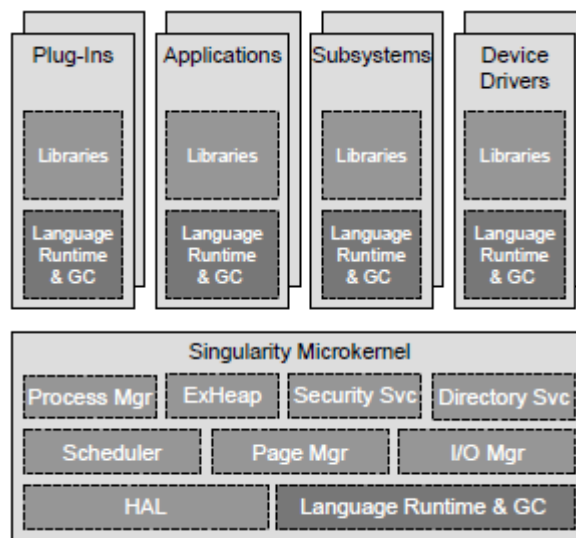 Plug-Ins
Libraries
Language
Runtime
& GC
Applications
Libraries
Language
Runtime
& GC
Subsystems
Libraries
Language
Runtime
& GC
Device
Drivers
Libraries
Language
Runtime
& GC
Singularity Microkernel
Process Mgr ExHeap Security Svc Directory Svc
Scheduler Page Mgr I/O Mgr
HAL Language Runtime & GC